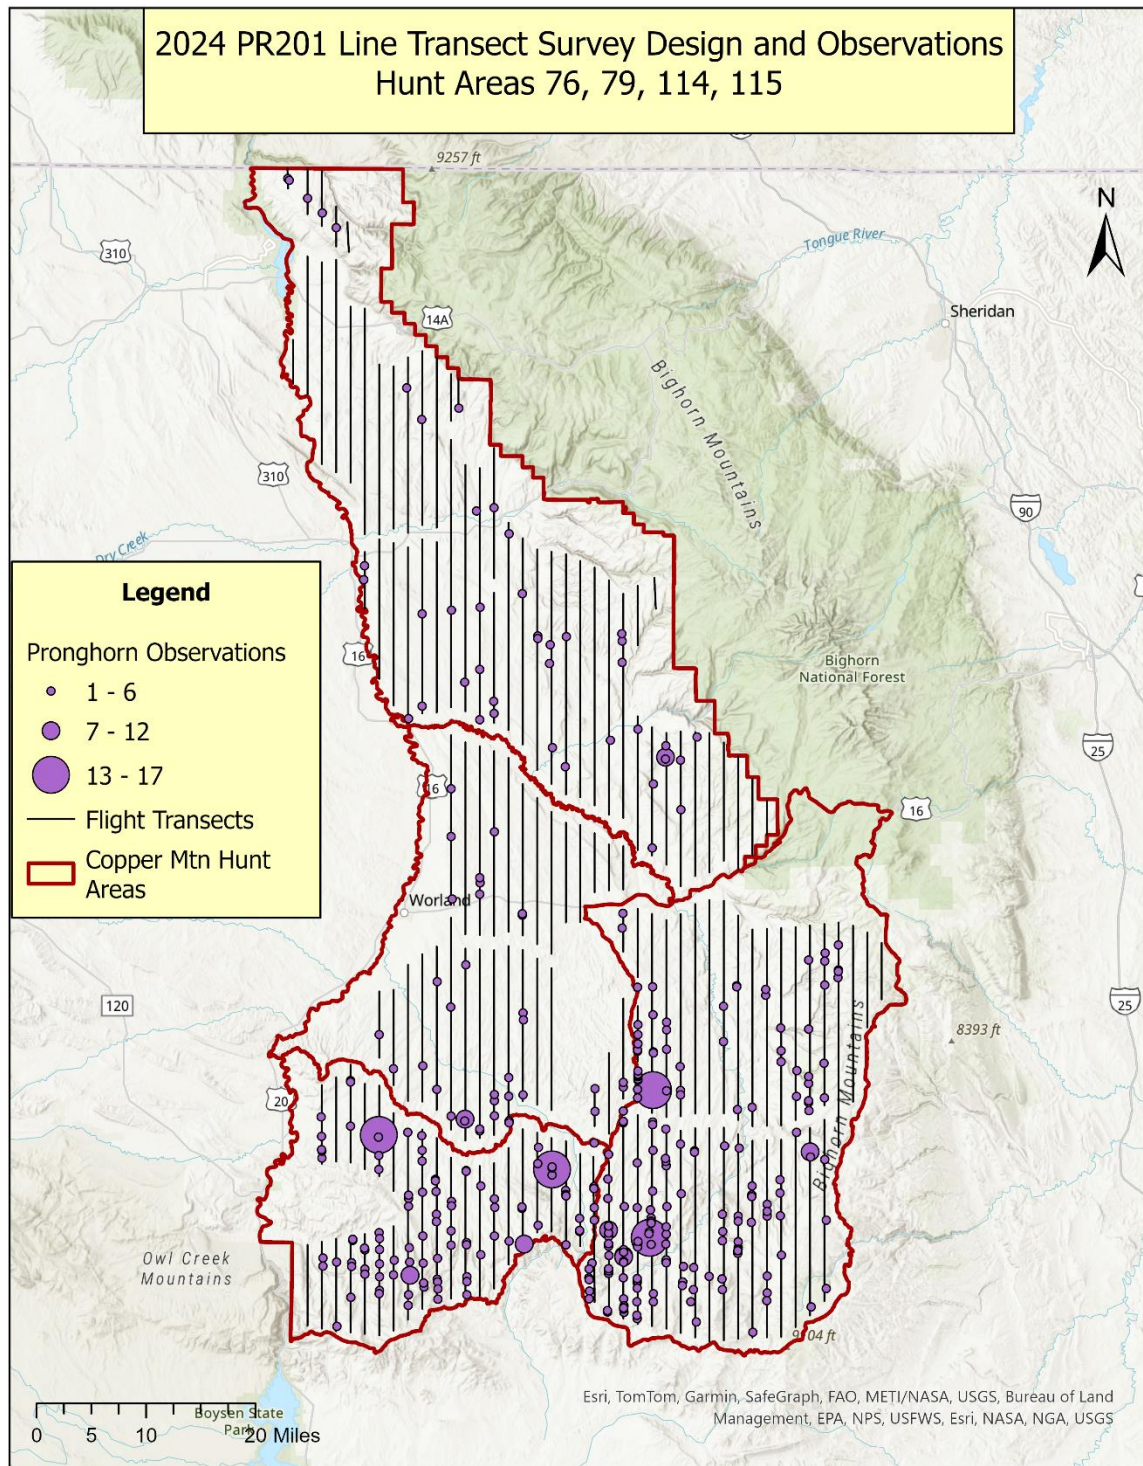 2024 PR201 Line Transect Survey Design and Observations
Hunt Areas 76, 79, 114, 115
9257 ft
N
310
Tongue River
Sheridan
14A
Bighorn Mountains
310
90
Dry Creek
Legend
Pronghorn Observations
1 - 6
7 - 12
13 - 17
Flight Transects
Copper Mtn Hunt
Areas
16
Bighorn
National Forest
25
16
16
Worland
120
25
8393 ft
Bighorn Mountains
20
Owl Creek
Mountains
Esri, TomTom, Garmin, SafeGraph, FAO, METI/NASA, USGS, Bureau of Land
Management, EPA, NPS, USFWS, Esri, NASA, NGA, USGS
Boysen State
Park
0 5 10 20 Miles